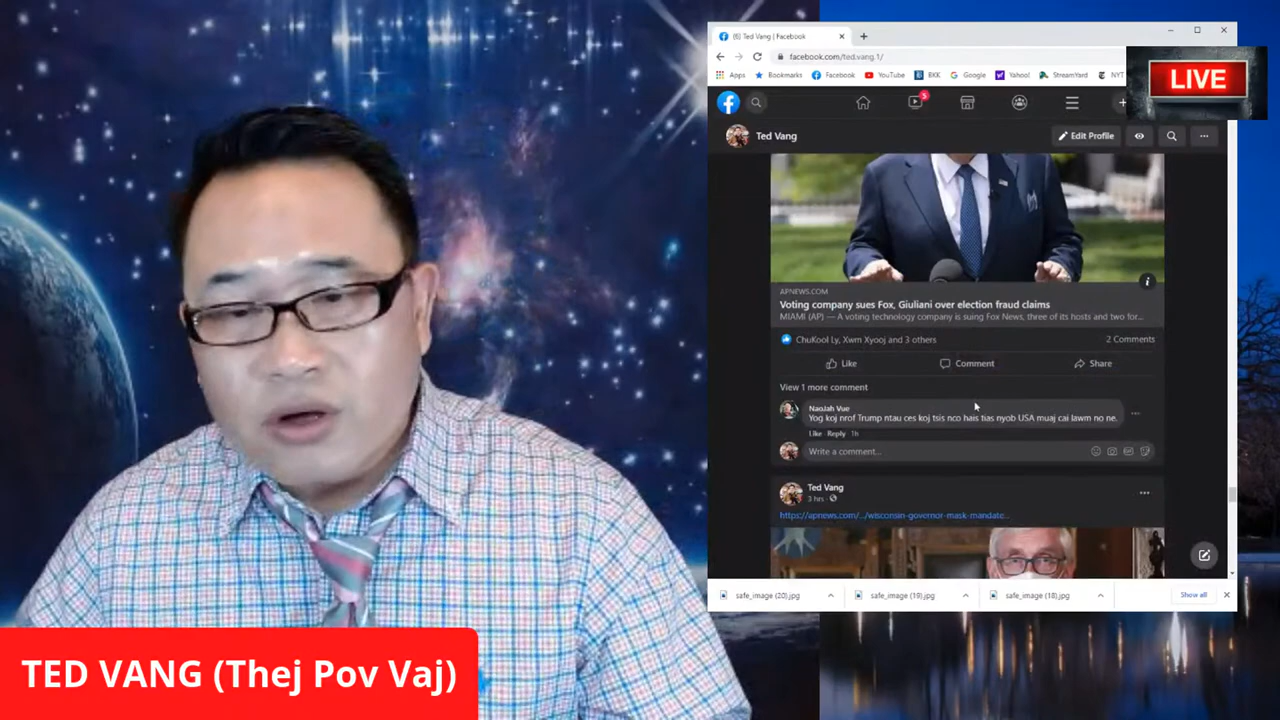 (6) Ted Vang | Facebook
facebook.com/ted.vang.1/
Apps Bookmarks Facebook YouTube BKK Google Yahoo! StreamYard NYT
LIVE
5
Ted Vang
Edit Profile
APNEWS.COM
Voting company sues Fox, Giuliani over election fraud claims
MIAMI (AP) — A voting technology company is suing Fox News, three of its hosts and two for...
ChuKool Ly, Xwm Xyooj and 3 others 2 Comments
Like Comment Share
View 1 more comment
NaoJah Vue
Yog koj nrof Trump ntau ces koj tsis nco hais tias nyob USA muaj cai lawm no ne.
Like · Reply · 1h
Write a comment...
Ted Vang
3 hrs ·
https://apnews.com/.../wisconsin-governor-mask-mandate...
safe_image (20).jpg safe_image (19).jpg safe_image (18).jpg Show all
TED VANG (Thej Pov Vaj)